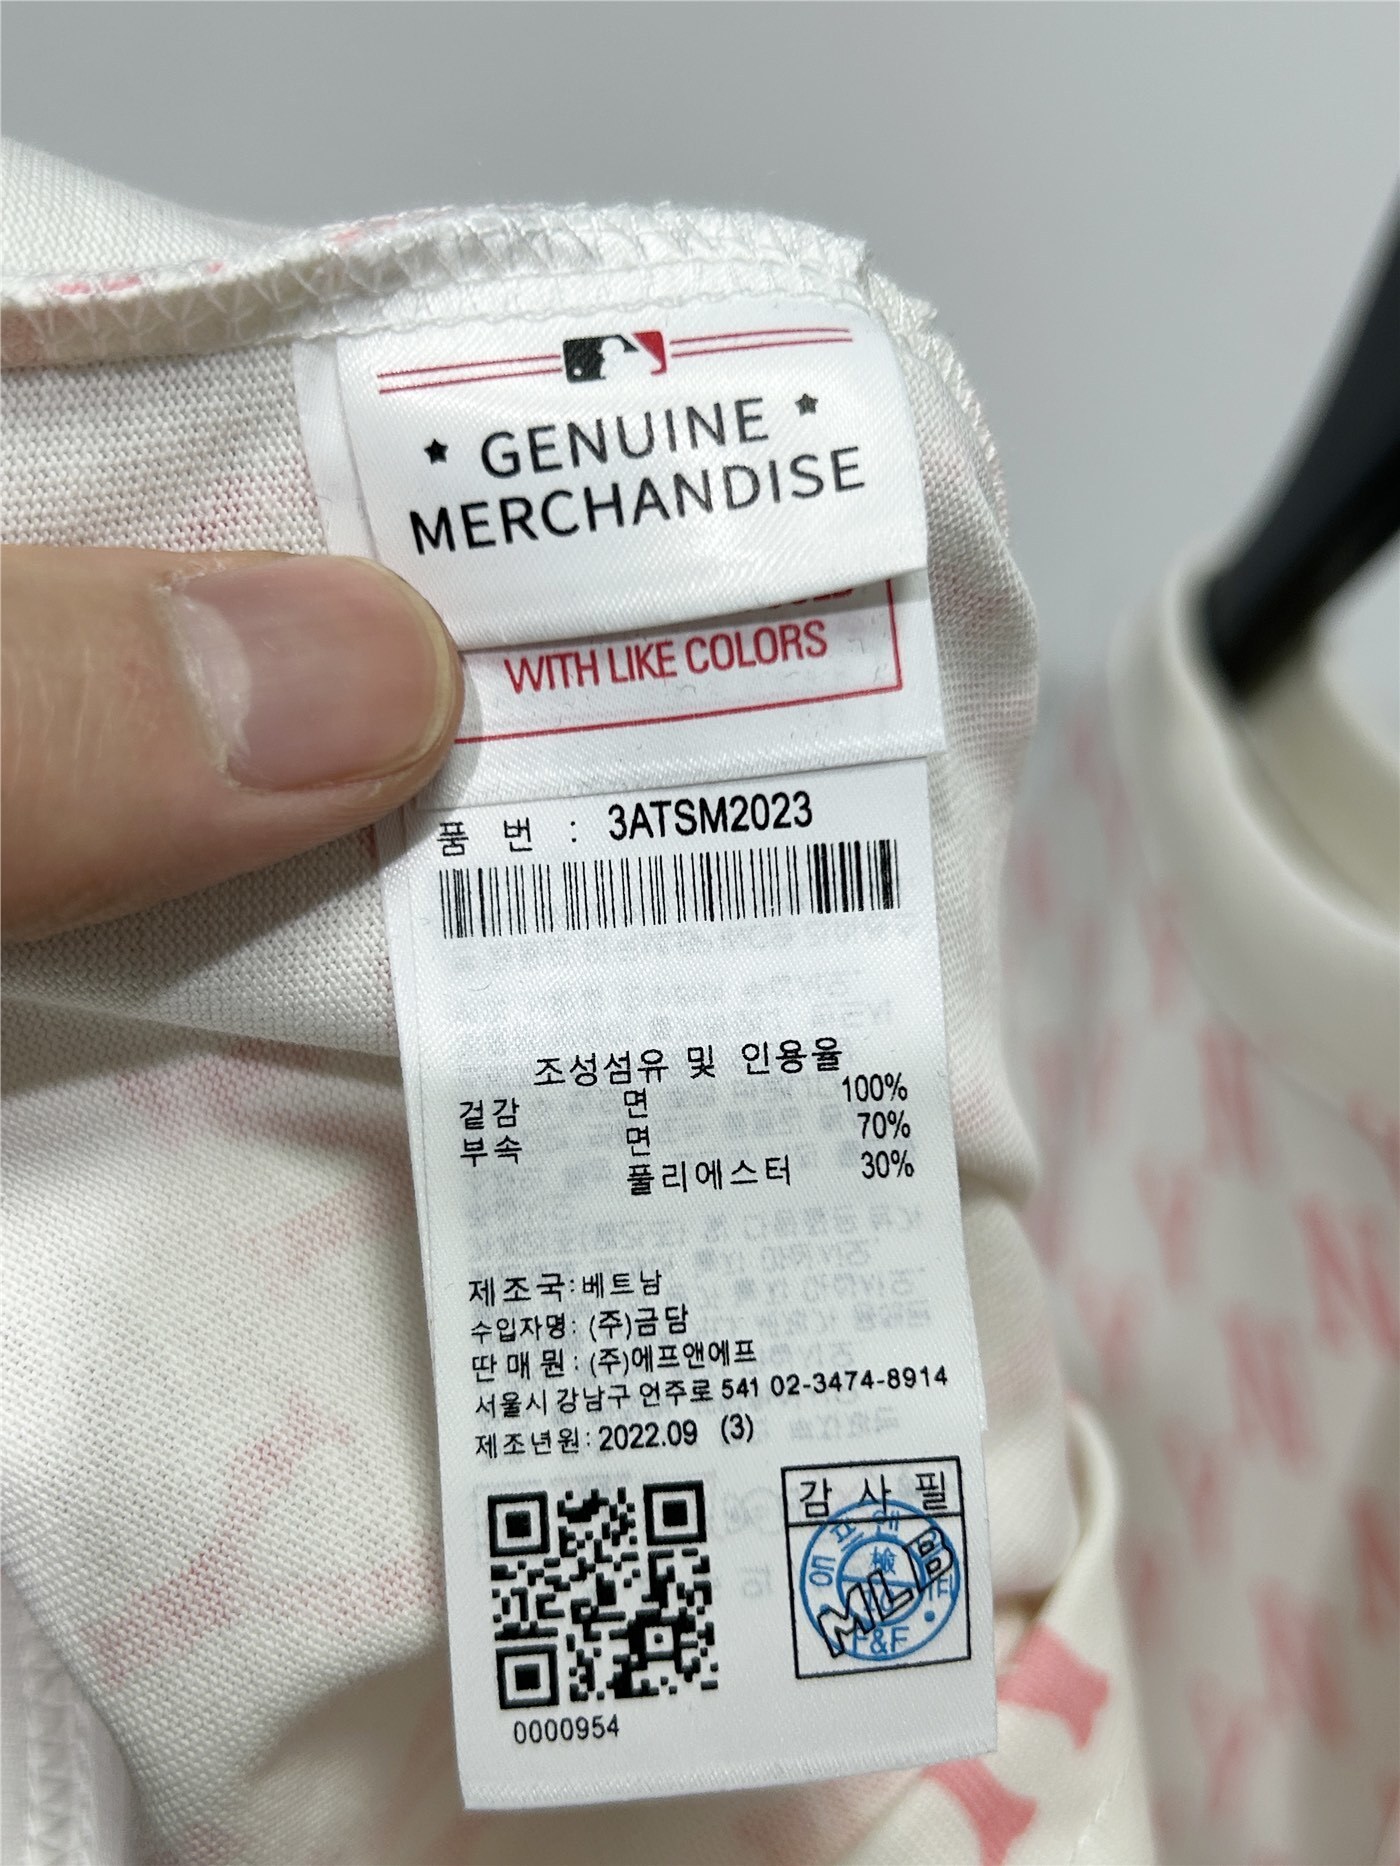 GENUINE
MERCHANDISE
WITH LIKE COLORS
품 번 : 3ATSM2023
조성섬유 및 인용율
겉감 면 100%
부속 면 70%
폴리에스터 30%
제조국: 베트남
수입자명: (주)금담
딴매뭔: (주)에프앤에프
서울시 강남구 언주로 541 02-3474-8914
제조년원: 2022.09 (3)
감 사 필
MLB
F&F
0000954